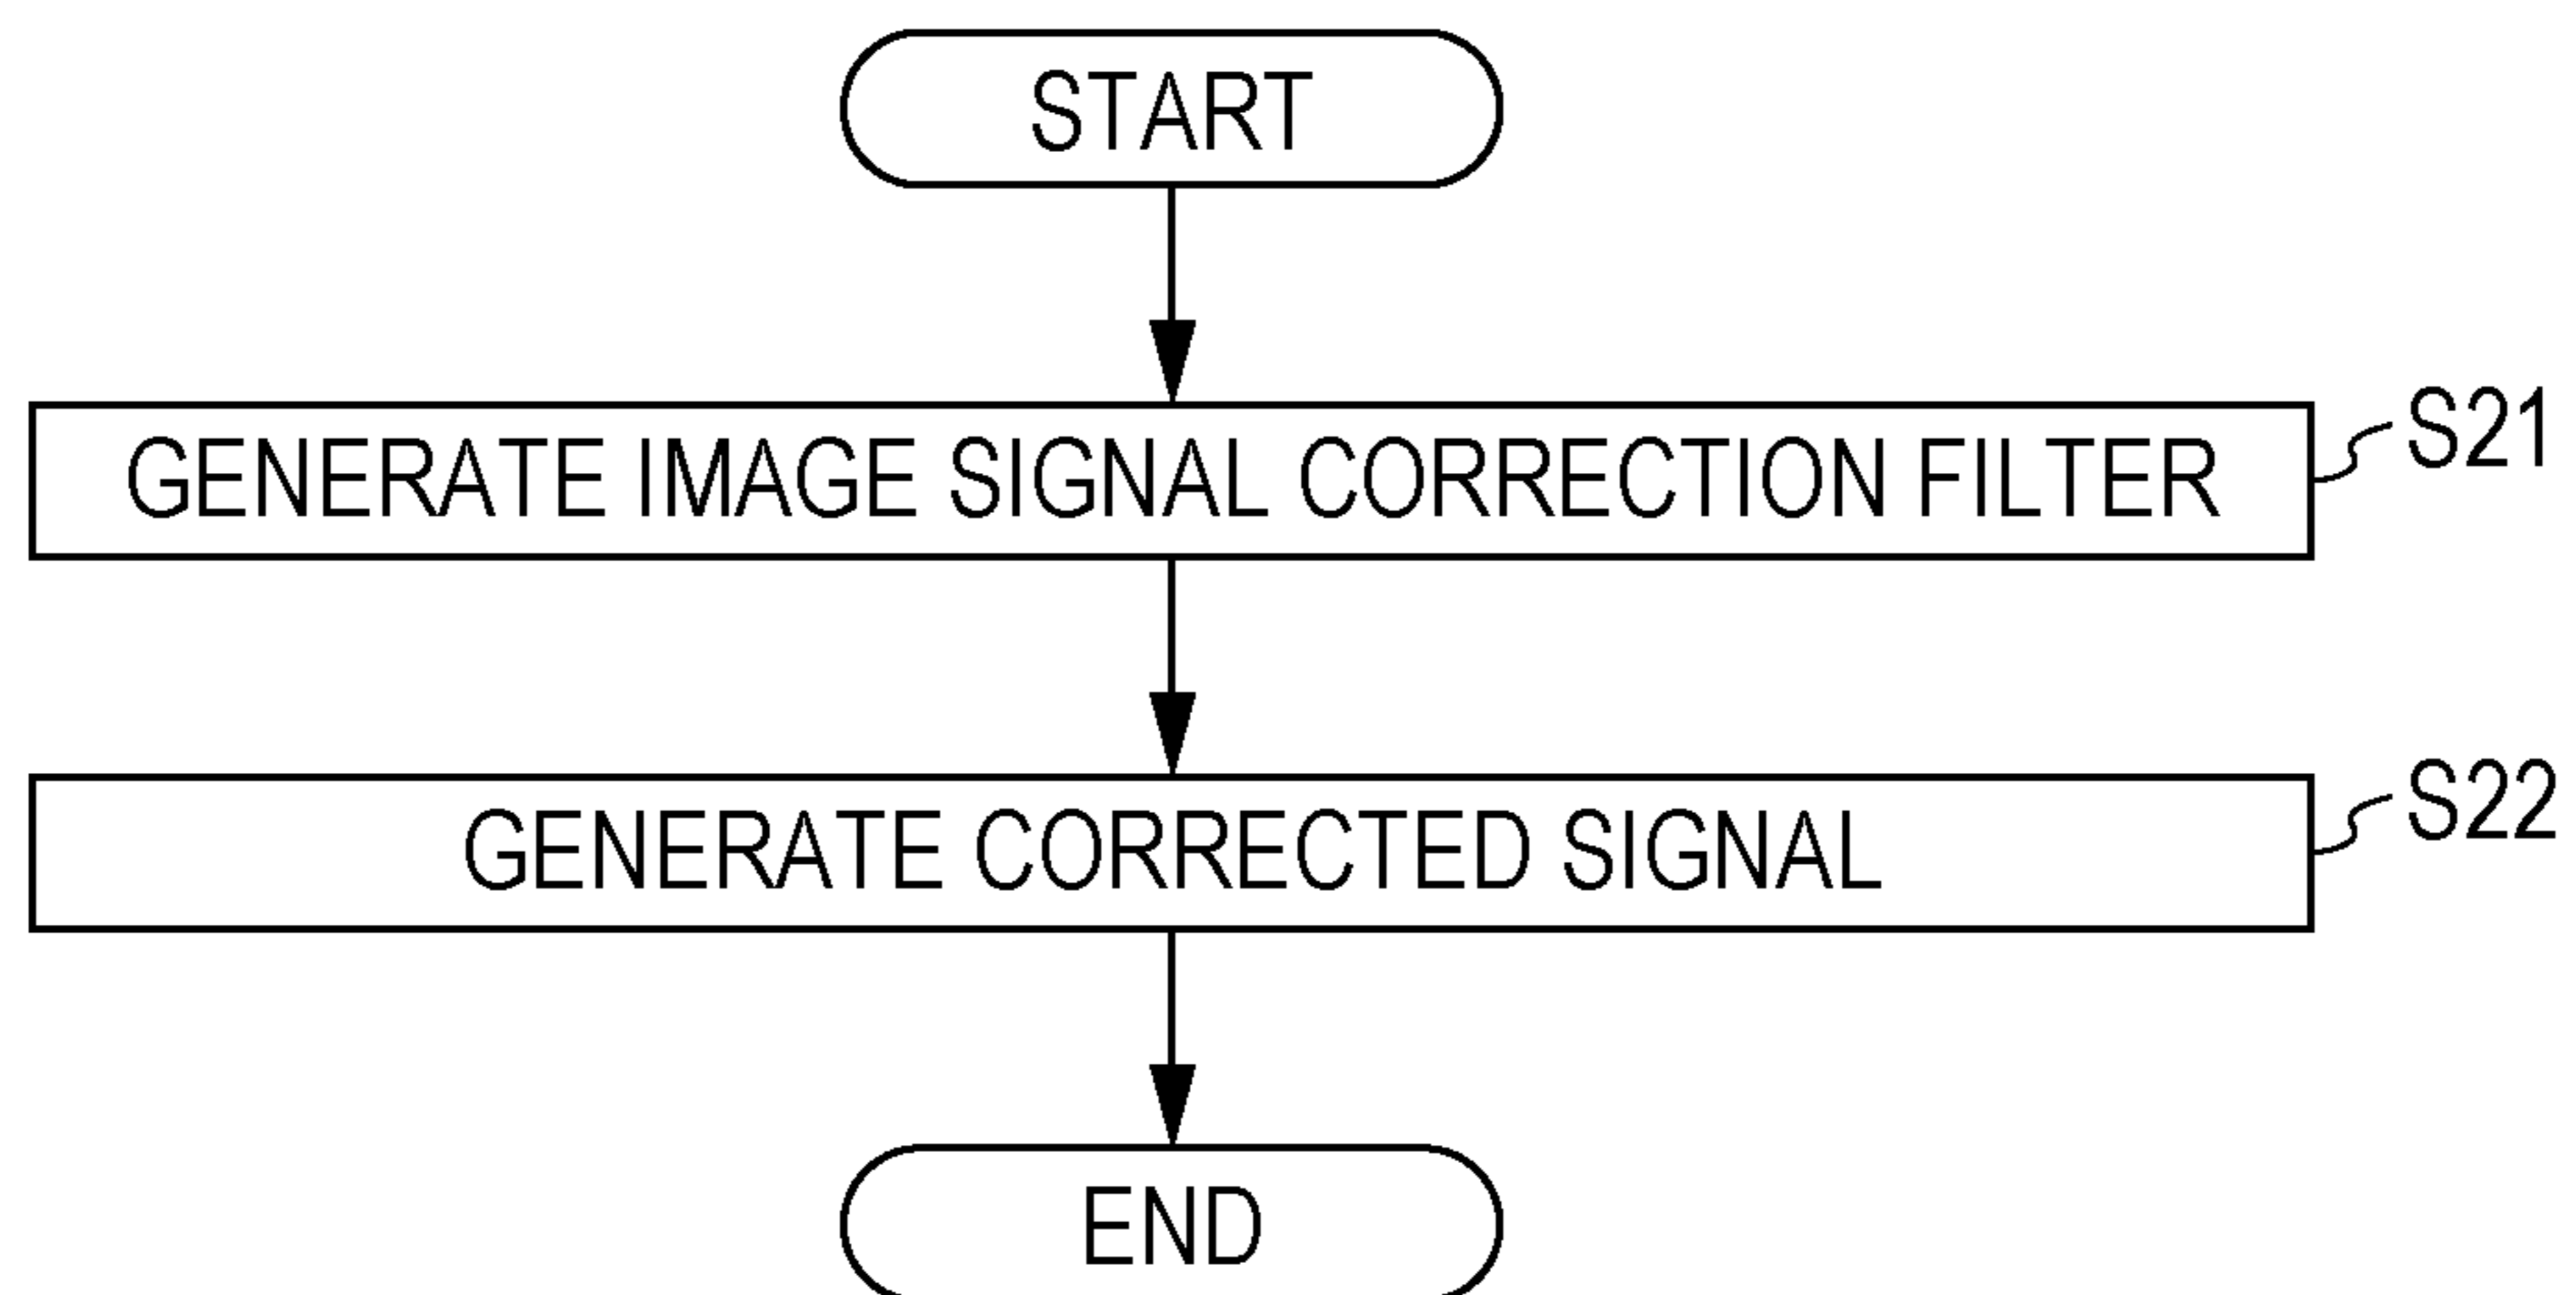 START
GENERATE IMAGE SIGNAL CORRECTION FILTER
S21
GENERATE CORRECTED SIGNAL
S22
END